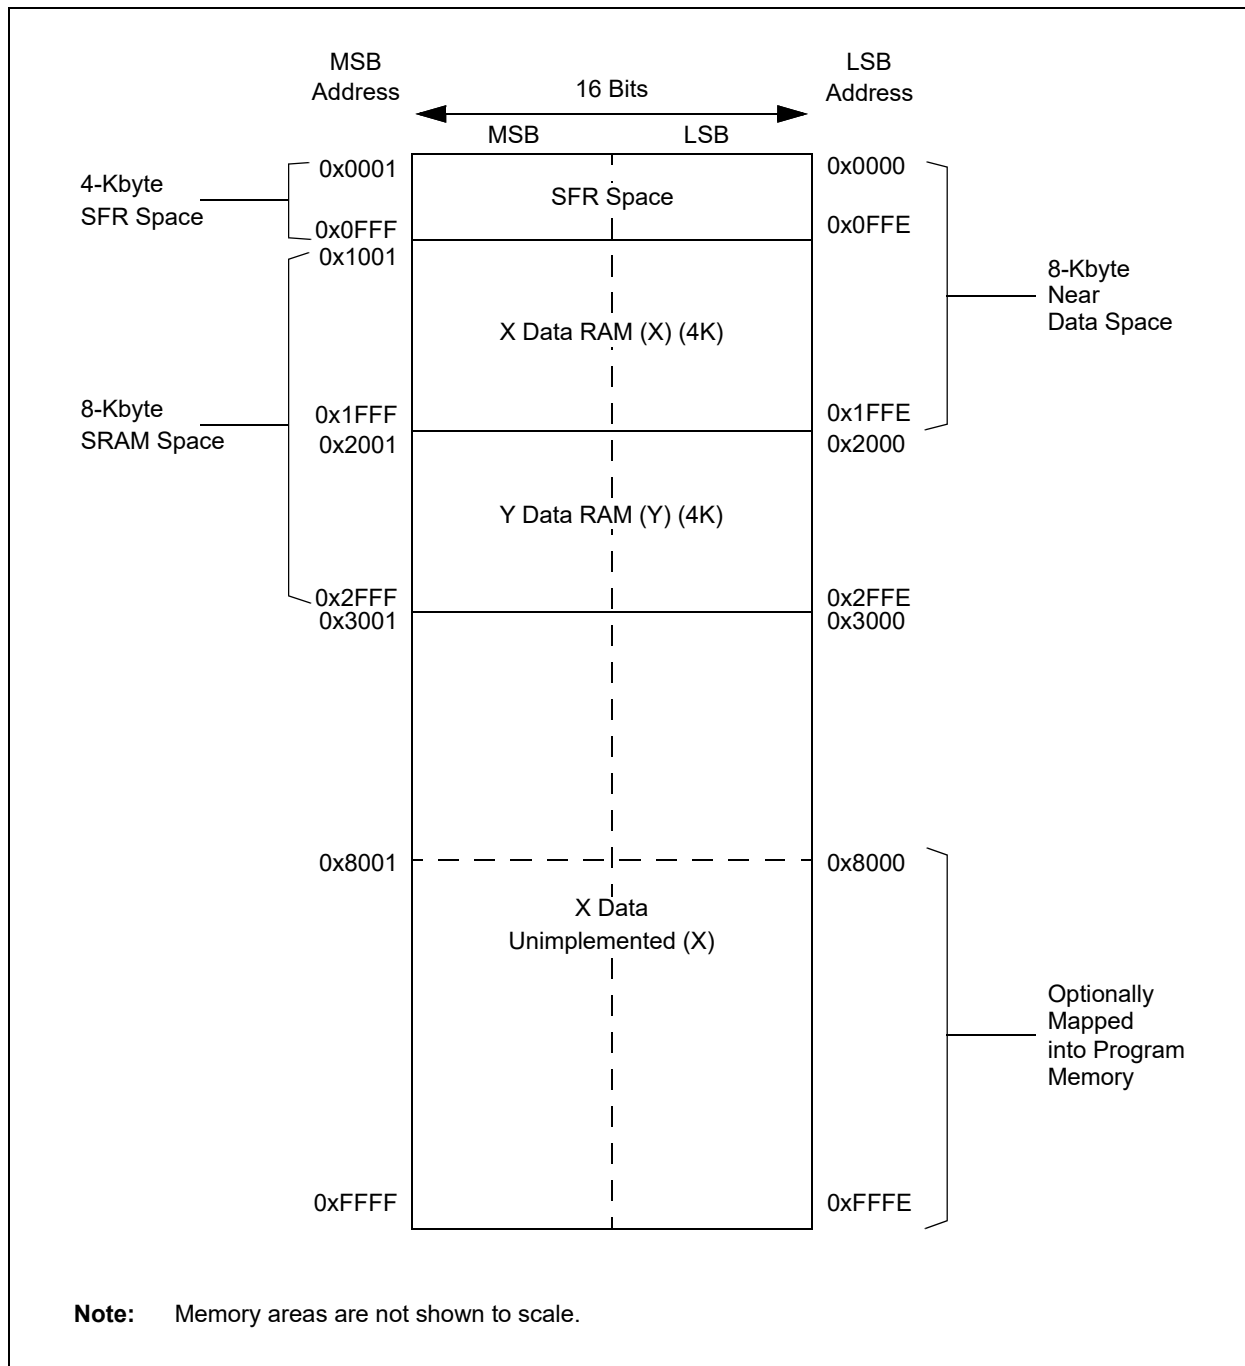 MSB
Address
16 Bits
LSB
Address
MSB
LSB
4-Kbyte
SFR Space
0x0001
0x0FFF
SFR Space
0x0000
0x0FFE
8-Kbyte
Near
Data Space
8-Kbyte
SRAM Space
0x1001
0x1FFF
X Data RAM (X) (4K)
0x1FFE
0x2001
0x2000
Y Data RAM (Y) (4K)
0x2FFF
0x2FFE
0x3001
0x3000
0x8001
0x8000
X Data
Unimplemented (X)
Optionally
Mapped
into Program
Memory
0xFFFF
0xFFFE
Note: Memory areas are not shown to scale.